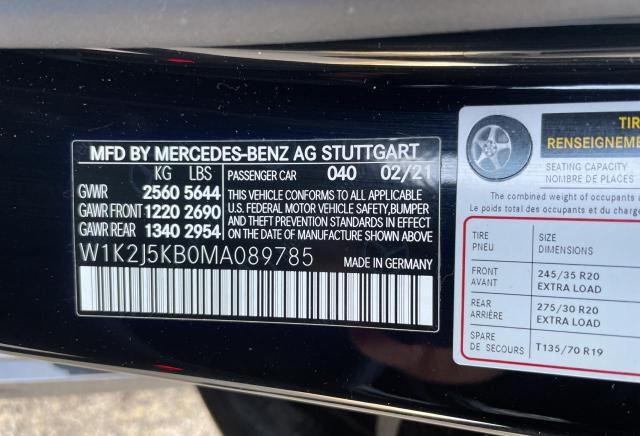 MFD BY MERCEDES-BENZ AG STUTTGART
KG LBS
GVWR 2560 5644
GAWR FRONT 1220 2690
GAWR REAR 1340 2954
PASSENGER CAR 040 02/21
THIS VEHICLE CONFORMS TO ALL APPLICABLE
U.S. FEDERAL MOTOR VEHICLE SAFETY, BUMPER
AND THEFT PREVENTION STANDARDS IN EFFECT
ON THE DATE OF MANUFACTURE SHOWN ABOVE
W1K2J5KB0MA089785
MADE IN GERMANY
TIR
RENSEIGNEME
SEATING CAPACITY
NOMBRE DE PLACES
The combined weight of occupants and
Le poids total des occupants et du
TIRE SIZE
PNEU DIMENSIONS
FRONT 245/35 R20
AVANT EXTRA LOAD
REAR 275/30 R20
ARRIÈRE EXTRA LOAD
SPARE T135/70 R19
DE SECOURS